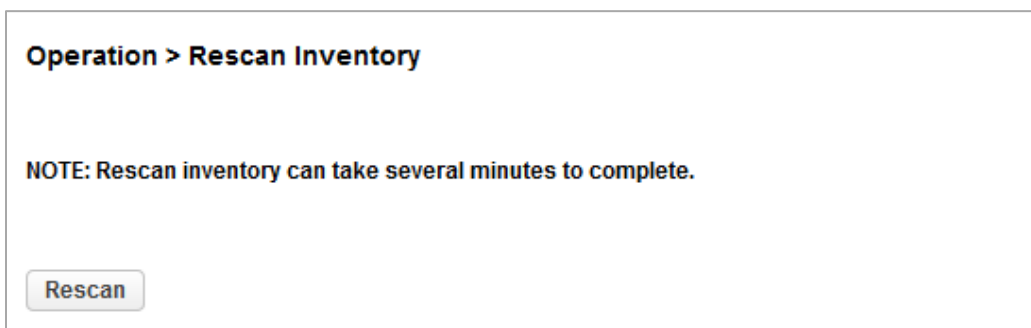 Operation > Rescan Inventory
NOTE: Rescan inventory can take several minutes to complete.
Rescan